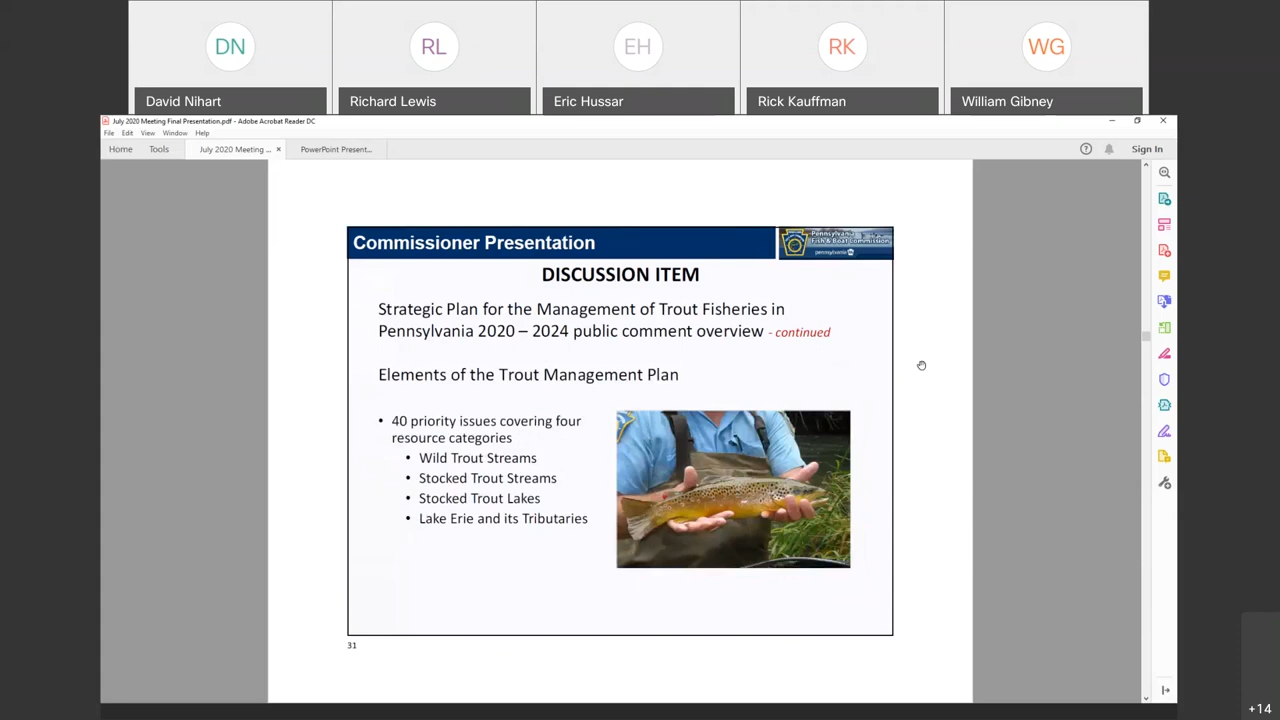 DN
RL
EH
RK
WG
David Nihart
Richard Lewis
Eric Hussar
Rick Kauffman
William Gibney
July 2020 Meeting Final Presentation.pdf - Adobe Acrobat Reader DC
File Edit View Window Help
Home Tools July 2020 Meeting ... × PowerPoint Present... Sign In
Commissioner Presentation
Pennsylvania
Fish & Boat Commission
pennsylvania
DISCUSSION ITEM
Strategic Plan for the Management of Trout Fisheries in
Pennsylvania 2020 – 2024 public comment overview - continued
Elements of the Trout Management Plan
• 40 priority issues covering four
resource categories
• Wild Trout Streams
• Stocked Trout Streams
• Stocked Trout Lakes
• Lake Erie and its Tributaries
31
+14